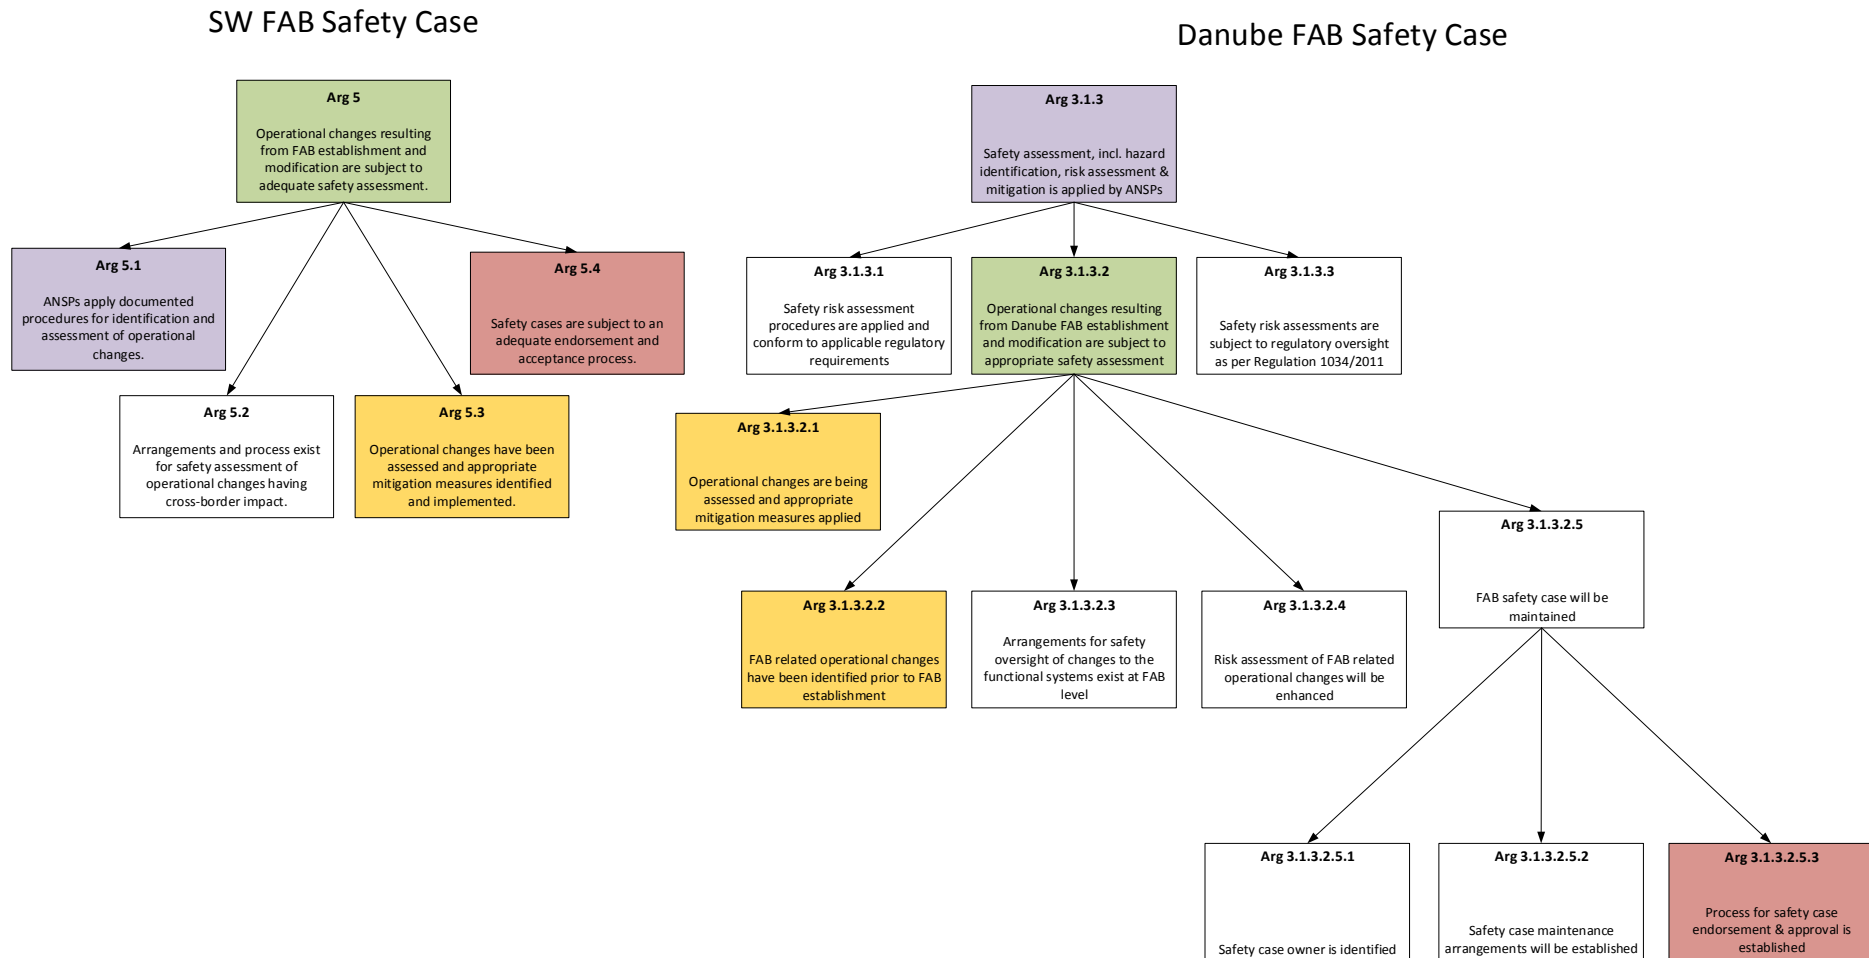 SW FAB Safety Case
Danube FAB Safety Case
Arg 5
Operational changes resulting
from FAB establishment and
modification are subject to
adequate safety assessment.
Arg 5.1
ANSPs apply documented
procedures for identification and
assessment of operational
changes.
Arg 5.4
Safety cases are subject to an
adequate endorsement and
acceptance process.
Arg 5.2
Arrangements and process exist
for safety assessment of
operational changes having
cross-border impact.
Arg 5.3
Operational changes have been
assessed and appropriate
mitigation measures identified
and implemented.
Arg 3.1.3
Safety assessment, incl. hazard
identification, risk assessment &
mitigation is applied by ANSPs
Arg 3.1.3.1
Safety risk assessment
procedures are applied and
conform to applicable regulatory
requirements
Arg 3.1.3.2
Operational changes resulting
from Danube FAB establishment
and modification are subject to
appropriate safety assessment
Arg 3.1.3.3
Safety risk assessments are
subject to regulatory oversight
as per Regulation 1034/2011
Arg 3.1.3.2.1
Operational changes are being
assessed and appropriate
mitigation measures applied
Arg 3.1.3.2.2
FAB related operational changes
have been identified prior to FAB
establishment
Arg 3.1.3.2.3
Arrangements for safety
oversight of changes to the
functional systems exist at FAB
level
Arg 3.1.3.2.4
Risk assessment of FAB related
operational changes will be
enhanced
Arg 3.1.3.2.5
FAB safety case will be
maintained
Arg 3.1.3.2.5.1
Safety case owner is identified
Arg 3.1.3.2.5.2
Safety case maintenance
arrangements will be established
Arg 3.1.3.2.5.3
Process for safety case
endorsement & approval is
established